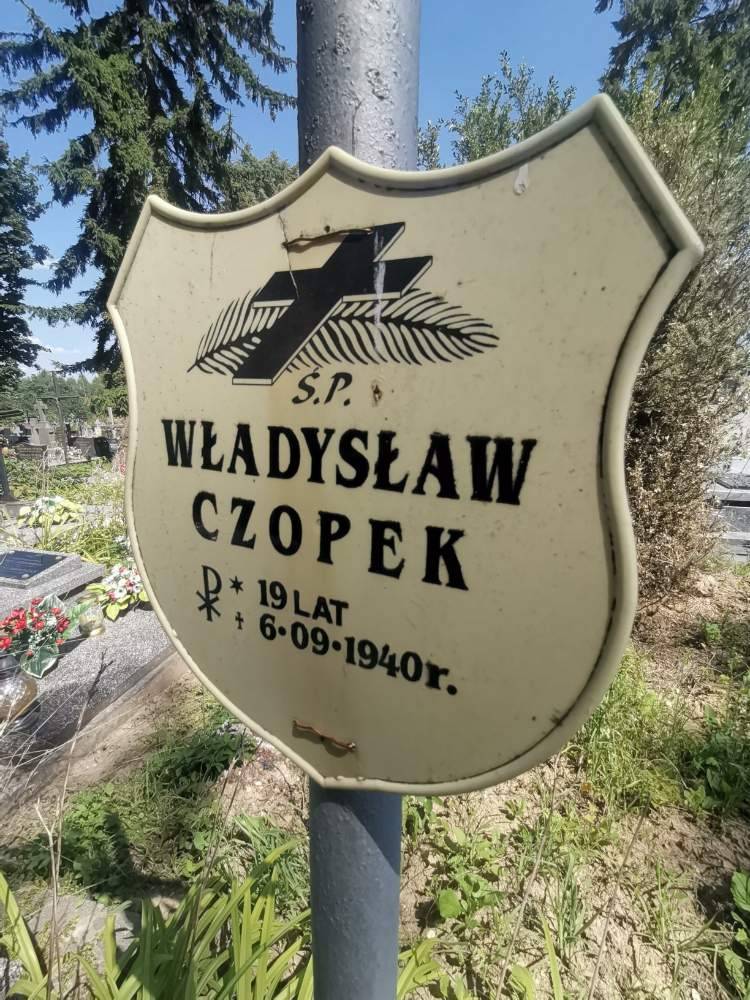 Ś.P.
WŁADYSŁAW
CZOPEK
* 19 LAT
† 6•09•1940r.